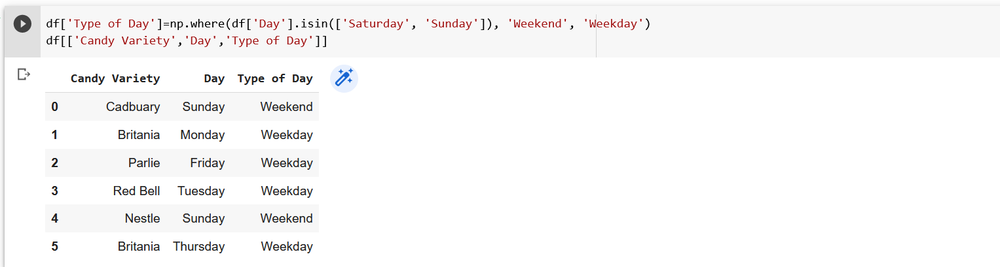 df['Type of Day']=np.where(df['Day'].isin(['Saturday', 'Sunday']), 'Weekend', 'Weekday')
df[['Candy Variety','Day','Type of Day']]
Candy Variety Day Type of Day
0 Cadbuary Sunday Weekend
1 Britania Monday Weekday
2 Parlie Friday Weekday
3 Red Bell Tuesday Weekday
4 Nestle Sunday Weekend
5 Britania Thursday Weekday